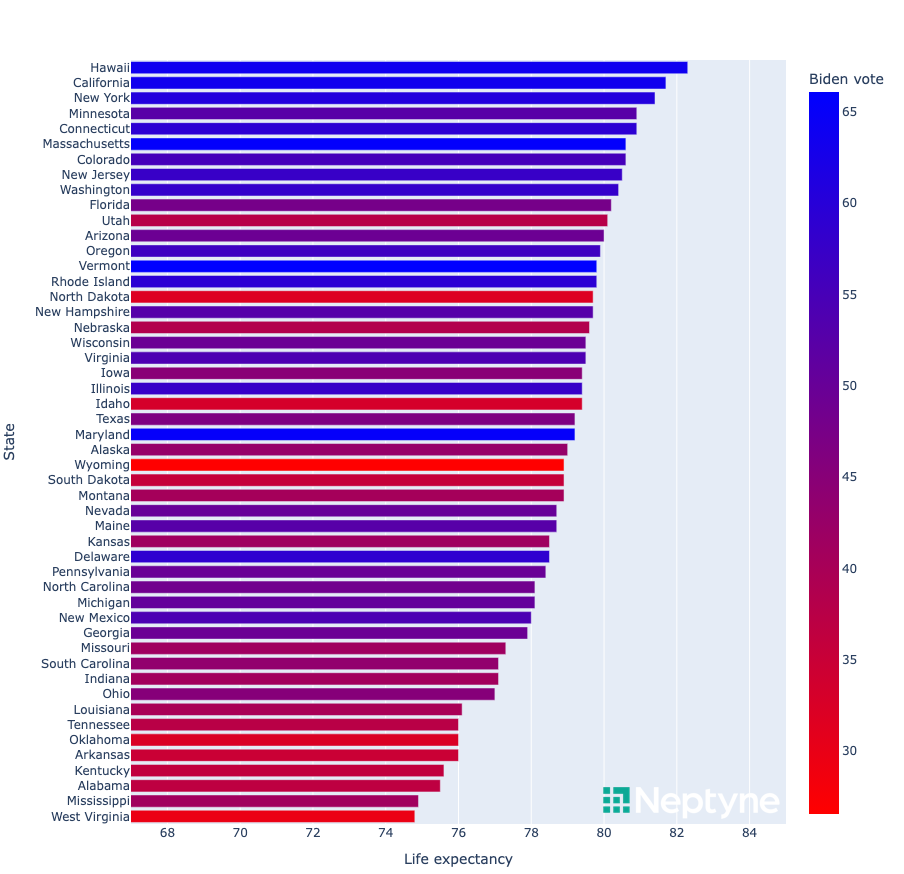 Biden vote
Hawaii
California
New York
Minnesota
Connecticut
Massachusetts
Colorado
New Jersey
Washington
Florida
Utah
Arizona
Oregon
Vermont
Rhode Island
North Dakota
New Hampshire
Nebraska
Wisconsin
Virginia
Iowa
Illinois
Idaho
Texas
Maryland
Alaska
Wyoming
South Dakota
Montana
Nevada
Maine
Kansas
Delaware
Pennsylvania
North Carolina
Michigan
New Mexico
Georgia
Missouri
South Carolina
Indiana
Ohio
Louisiana
Tennessee
Oklahoma
Arkansas
Kentucky
Alabama
Mississippi
West Virginia
State
68 70 72 74 76 78 80 82 84
Life expectancy
65
60
55
50
45
40
35
30
Neptyne